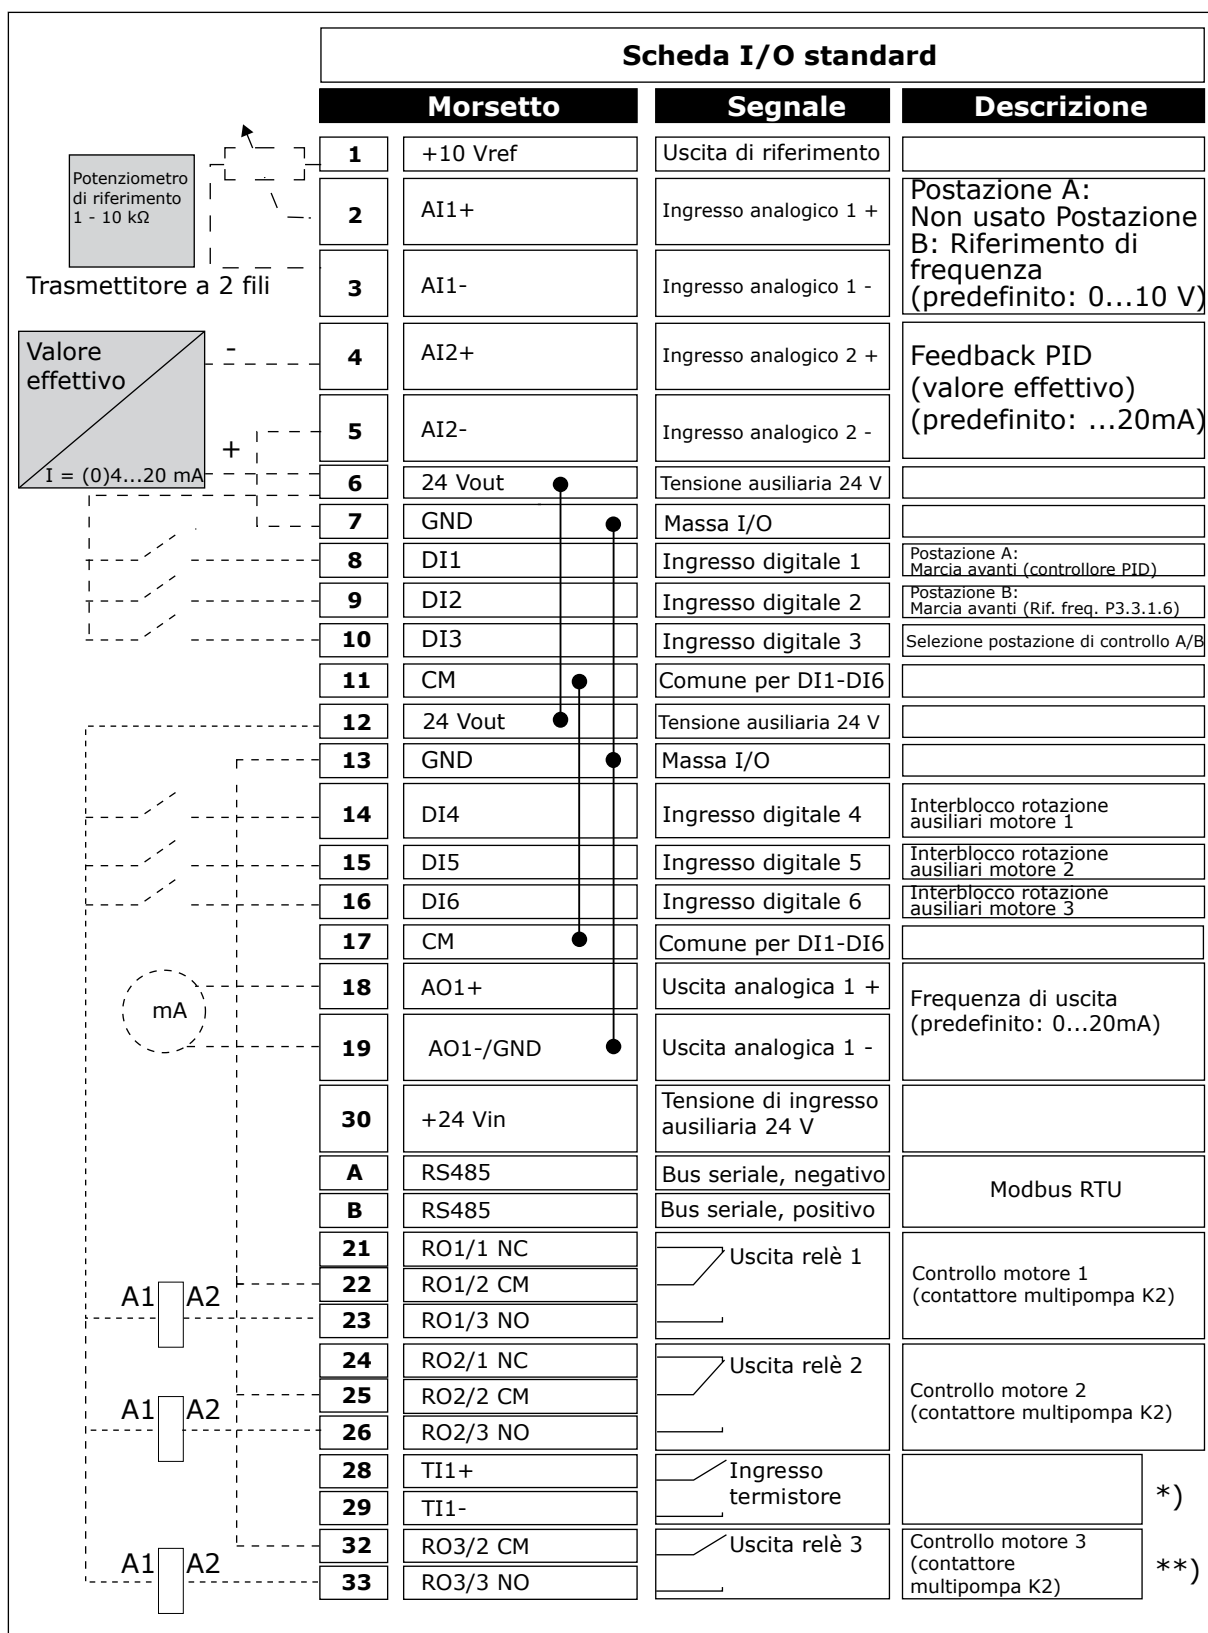 Scheda I/O standard
Morsetto Segnale Descrizione
Potenziometro
di riferimento
1 - 10 kΩ
1 +10 Vref Uscita di riferimento
2 AI1+ Ingresso analogico 1 +
Postazione A:
Non usato Postazione
B: Riferimento di
frequenza
(predefinito: 0...10 V)
Trasmettitore a 2 fili
3 AI1- Ingresso analogico 1 -
Valore
effettivo
-
+
I = (0)4...20 mA
4 AI2+ Ingresso analogico 2 +
Feedback PID
(valore effettivo)
(predefinito: ...20mA)
5 AI2- Ingresso analogico 2 -
6 24 Vout Tensione ausiliaria 24 V
7 GND Massa I/O
8 DI1 Ingresso digitale 1
Postazione A:
Marcia avanti (controllore PID)
9 DI2 Ingresso digitale 2
Postazione B:
Marcia avanti (Rif. freq. P3.3.1.6)
10 DI3 Ingresso digitale 3 Selezione postazione di controllo A/B
11 CM Comune per DI1-DI6
12 24 Vout Tensione ausiliaria 24 V
13 GND Massa I/O
14 DI4 Ingresso digitale 4
Interblocco rotazione
ausiliari motore 1
15 DI5 Ingresso digitale 5
Interblocco rotazione
ausiliari motore 2
16 DI6 Ingresso digitale 6
Interblocco rotazione
ausiliari motore 3
17 CM Comune per DI1-DI6
mA
18 AO1+ Uscita analogica 1 +
Frequenza di uscita
(predefinito: 0...20mA)
19 AO1-/GND Uscita analogica 1 -
30 +24 Vin
Tensione di ingresso
ausiliaria 24 V
A RS485 Bus seriale, negativo
Modbus RTU
B RS485 Bus seriale, positivo
21 RO1/1 NC Uscita relè 1
22 RO1/2 CM
Controllo motore 1
(contattore multipompa K2)
A1 A2
23 RO1/3 NO
24 RO2/1 NC Uscita relè 2
25 RO2/2 CM
Controllo motore 2
(contattore multipompa K2)
A1 A2
26 RO2/3 NO
28 TI1+
Ingresso
termistore
*)
29 TI1-
32 RO3/2 CM Uscita relè 3
Controllo motore 3
(contattore
multipompa K2)
**)
A1 A2
33 RO3/3 NO